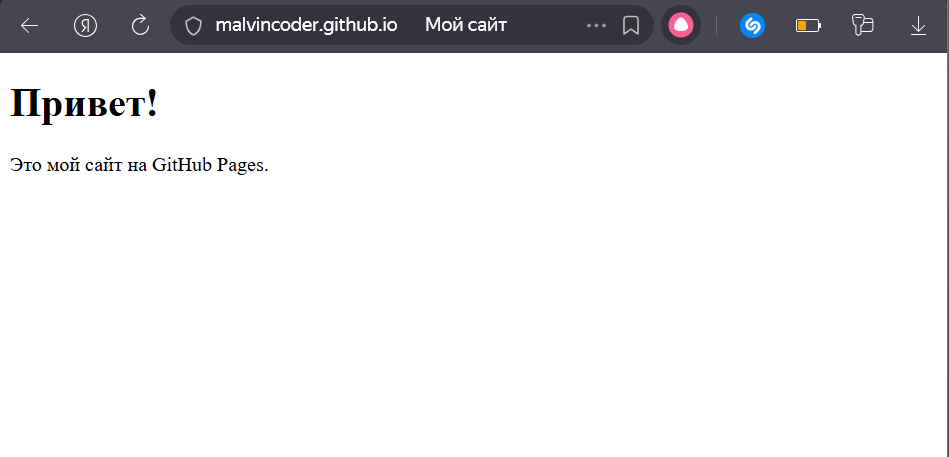 malvincoder.github.io Мой сайт
Привет!
Это мой сайт на GitHub Pages.